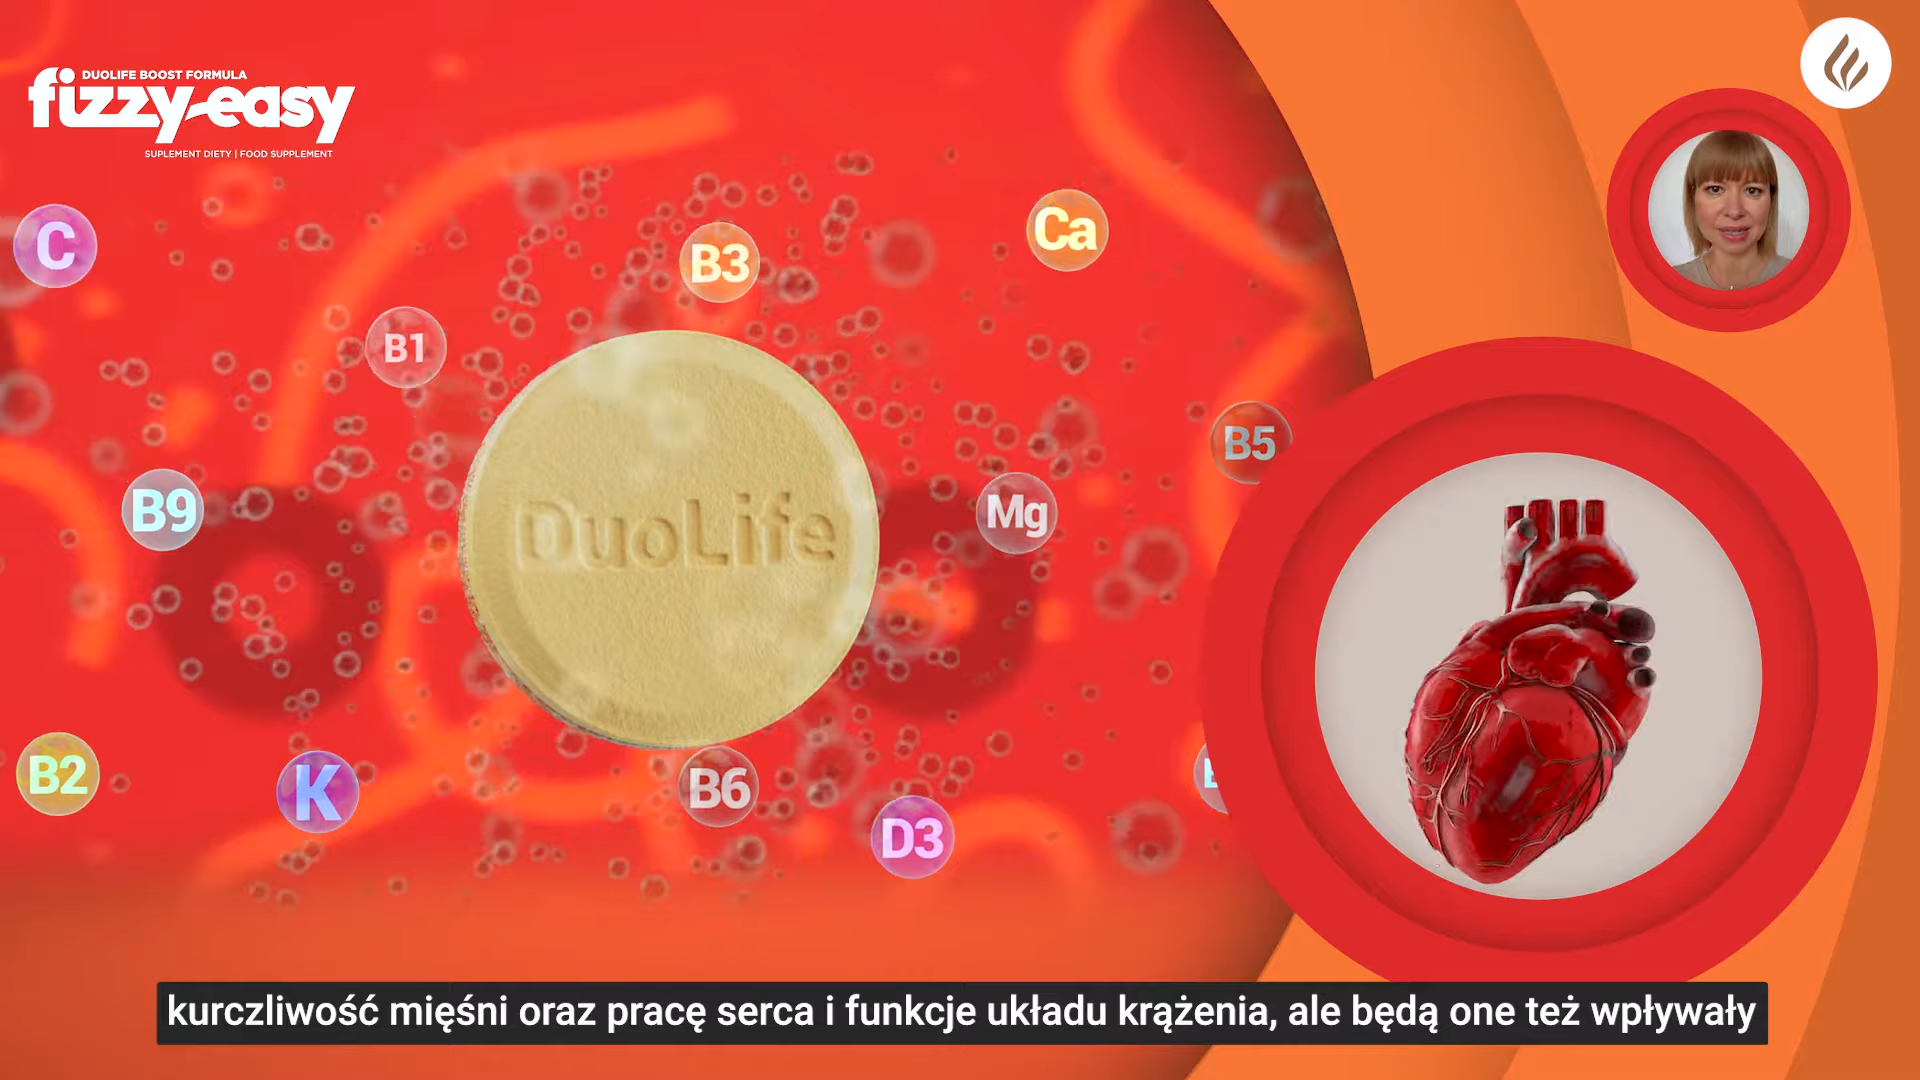 DUOLIFE BOOST FORMULA
fizzy-easy
SUPLEMENT DIETY | FOOD SUPPLEMENT
C
B3
Ca
B1
B5
B9
Mg
DuoLife
B2
K
B6
D3
kurczliwość mięśni oraz pracę serca i funkcje układu krążenia, ale będą one też wpływały